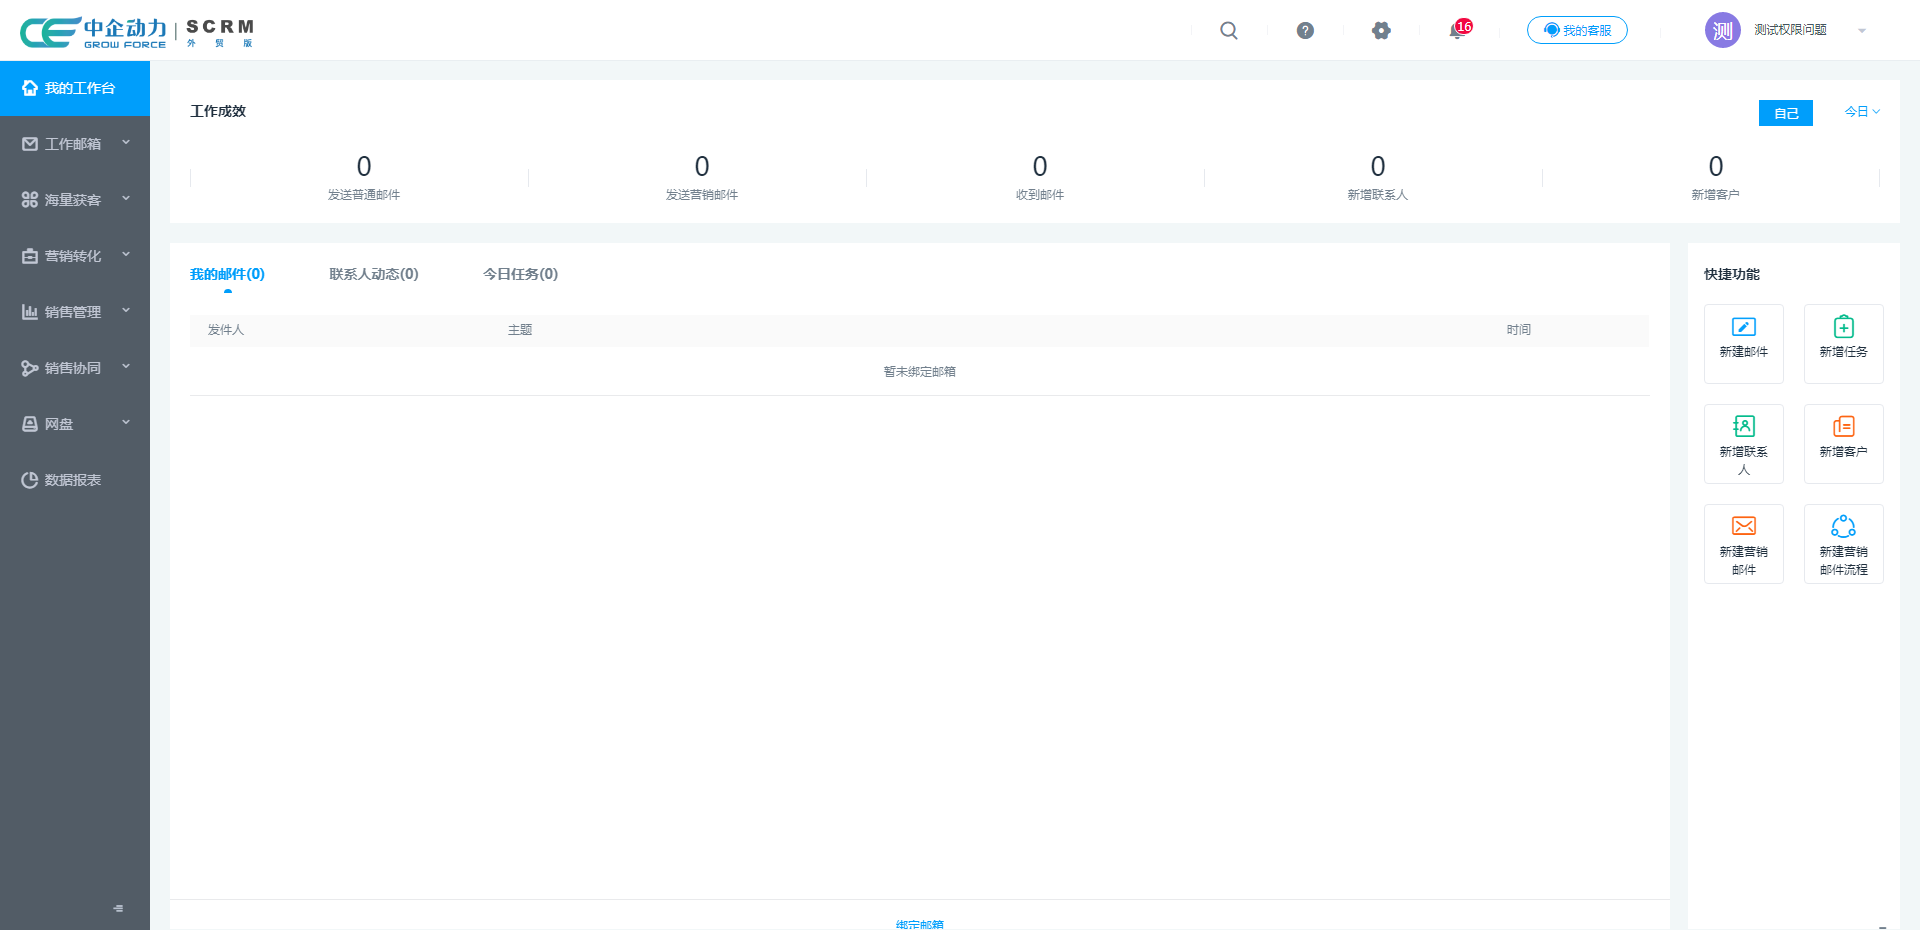 中企动力
GROW FORCE
SCRM
外 贸 版
16
我的客服
测
测试权限问题
我的工作台
工作邮箱
海量获客
营销转化
销售管理
销售协同
网盘
数据报表
工作成效
自己
今日
0
发送普通邮件
0
发送营销邮件
0
收到邮件
0
新增联系人
0
新增客户
我的邮件(0)
联系人动态(0)
今日任务(0)
发件人
主题
时间
暂未绑定邮箱
绑定邮箱
快捷功能
新建邮件
新增任务
新增联系
人
新增客户
新建营销
邮件
新建营销
邮件流程